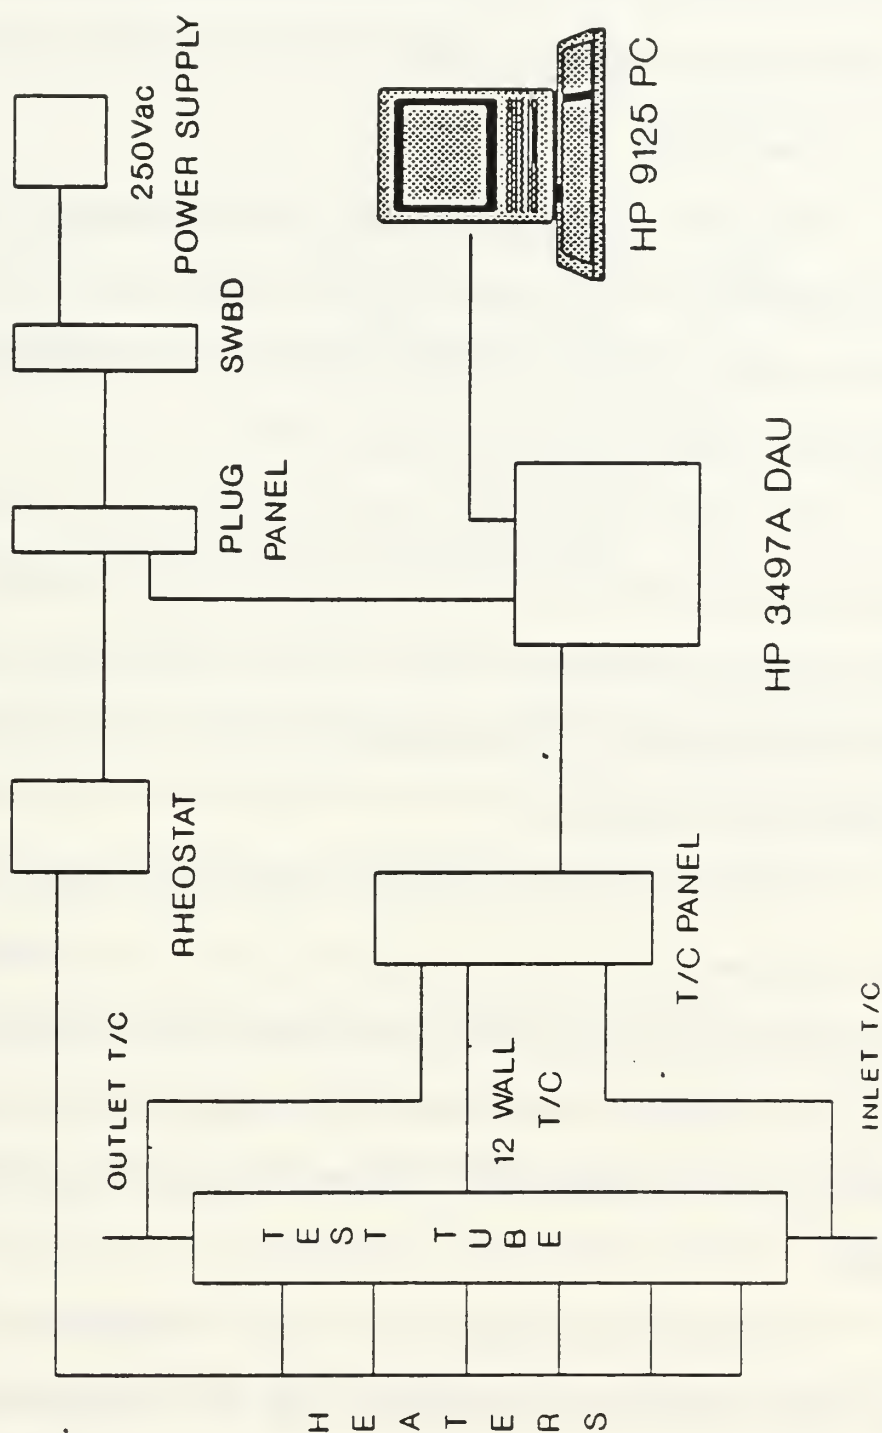 250Vac
POWER SUPPLY
SWBD
PLUG
PANEL
RHEOSTAT
HP 9125 PC
HP 3497A DAU
T/C PANEL
OUTLET T/C
12 WALL
T/C
INLET T/C
TEST TUBE
HEATERS